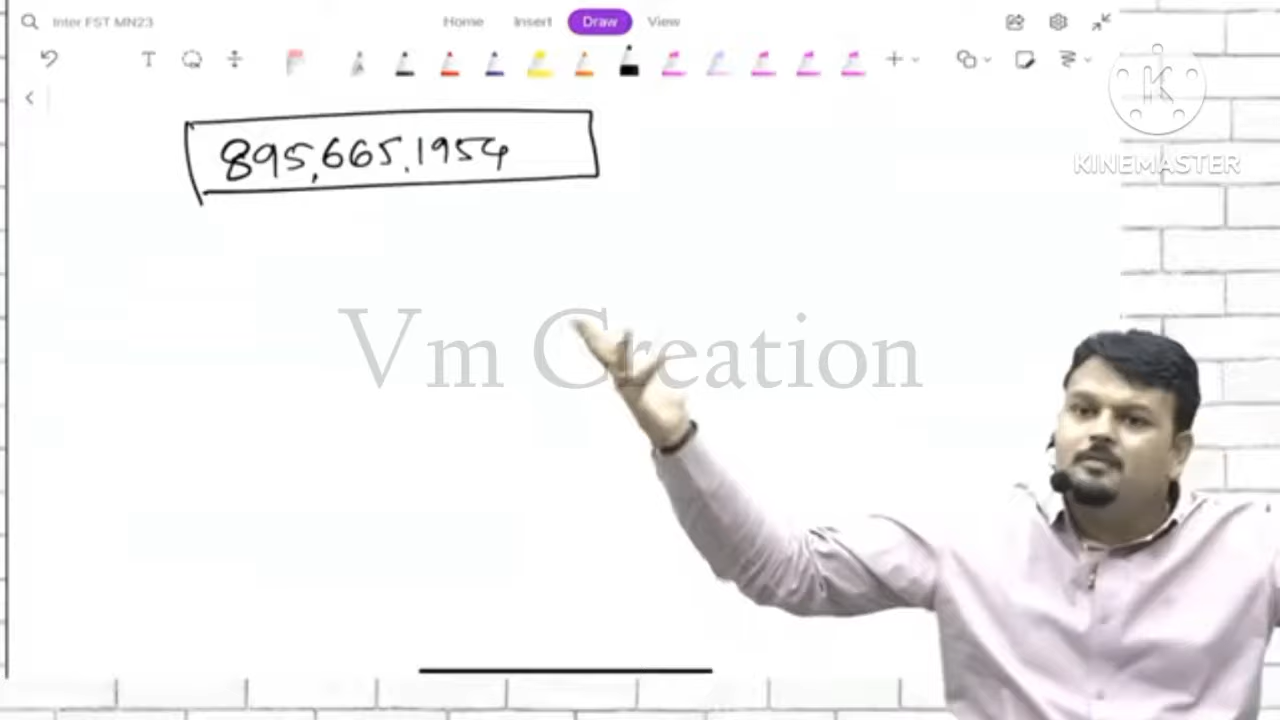 Inter FST MN23
Home Insert Draw View
T
A
K
KINEMASTER
895,665,1954
Vm Creation